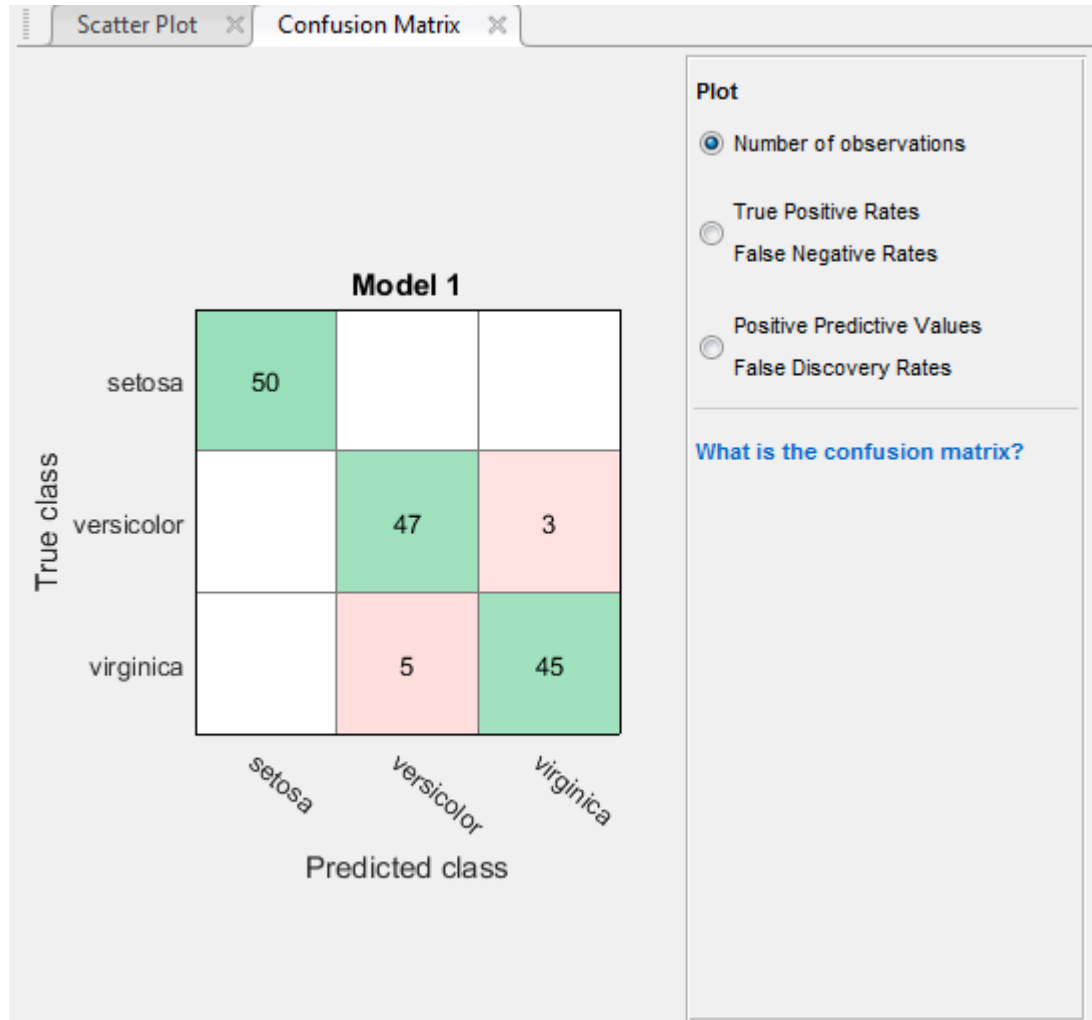 Scatter Plot
Confusion Matrix
Plot
Number of observations
True Positive Rates
False Negative Rates
Positive Predictive Values
False Discovery Rates
What is the confusion matrix?
Model 1
True class
setosa
50
versicolor
47 3
virginica
5 45
setosa versicolor virginica
Predicted class